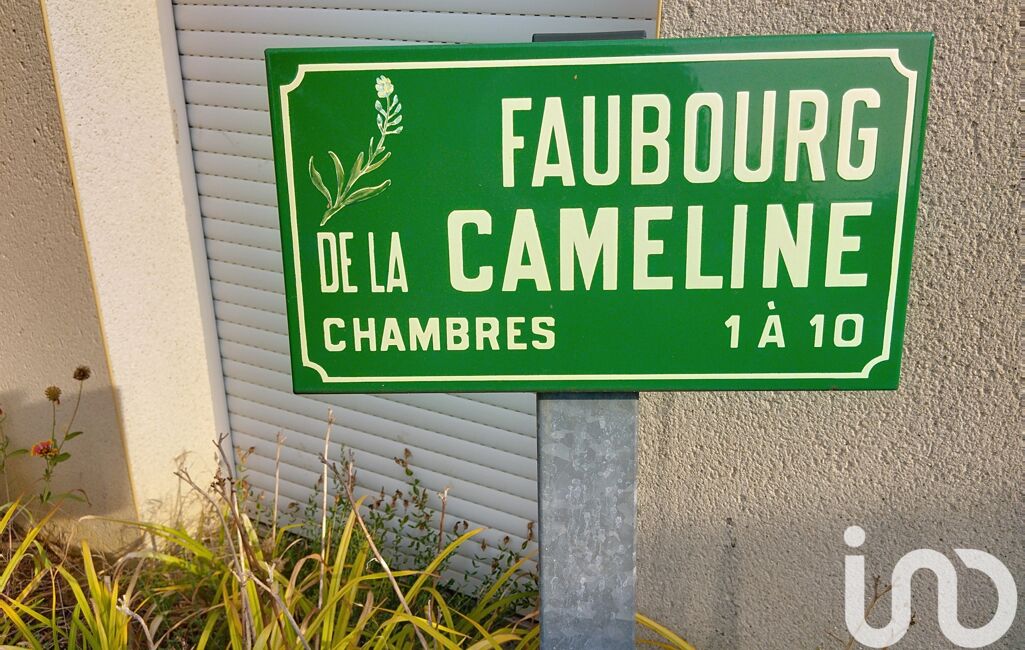 FAUBOURG
DE LA CAMELINE
CHAMBRES 1 À 10